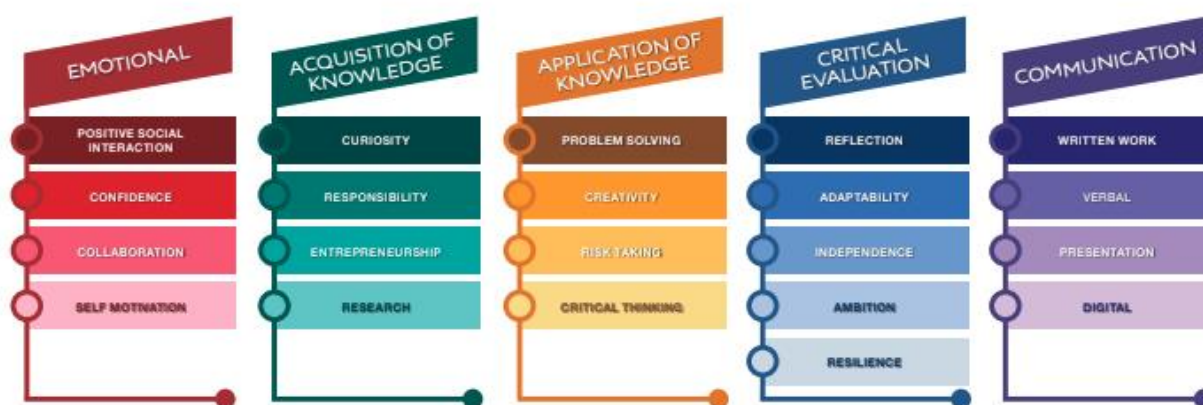 EMOTIONAL
POSITIVE SOCIAL
INTERACTION
CONFIDENCE
COLLABORATION
SELF MOTIVATION
ACQUISITION OF
KNOWLEDGE
CURIOSITY
RESPONSIBILITY
ENTREPRENEURSHIP
RESEARCH
APPLICATION OF
KNOWLEDGE
PROBLEM SOLVING
CREATIVITY
RISK TAKING
CRITICAL THINKING
CRITICAL
EVALUATION
REFLECTION
ADAPTABILITY
INDEPENDENCE
AMBITION
RESILIENCE
COMMUNICATION
WRITTEN WORK
VERBAL
PRESENTATION
DIGITAL